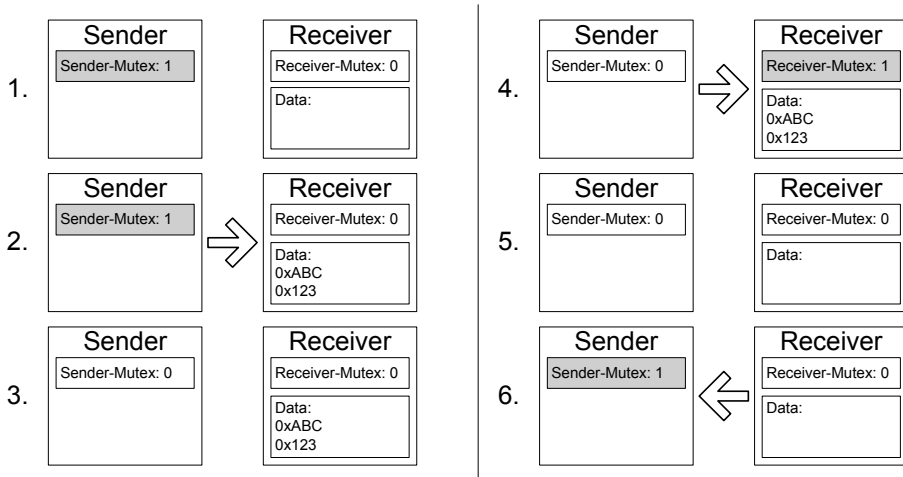 1.
Sender
Sender-Mutex: 1
Receiver
Receiver-Mutex: 0
Data:
2.
Sender
Sender-Mutex: 1
Receiver
Receiver-Mutex: 0
Data:
0xABC
0x123
3.
Sender
Sender-Mutex: 0
Receiver
Receiver-Mutex: 0
Data:
0xABC
0x123
4.
Sender
Sender-Mutex: 0
Receiver
Receiver-Mutex: 1
Data:
0xABC
0x123
5.
Sender
Sender-Mutex: 0
Receiver
Receiver-Mutex: 0
Data:
6.
Sender
Sender-Mutex: 1
Receiver
Receiver-Mutex: 0
Data: